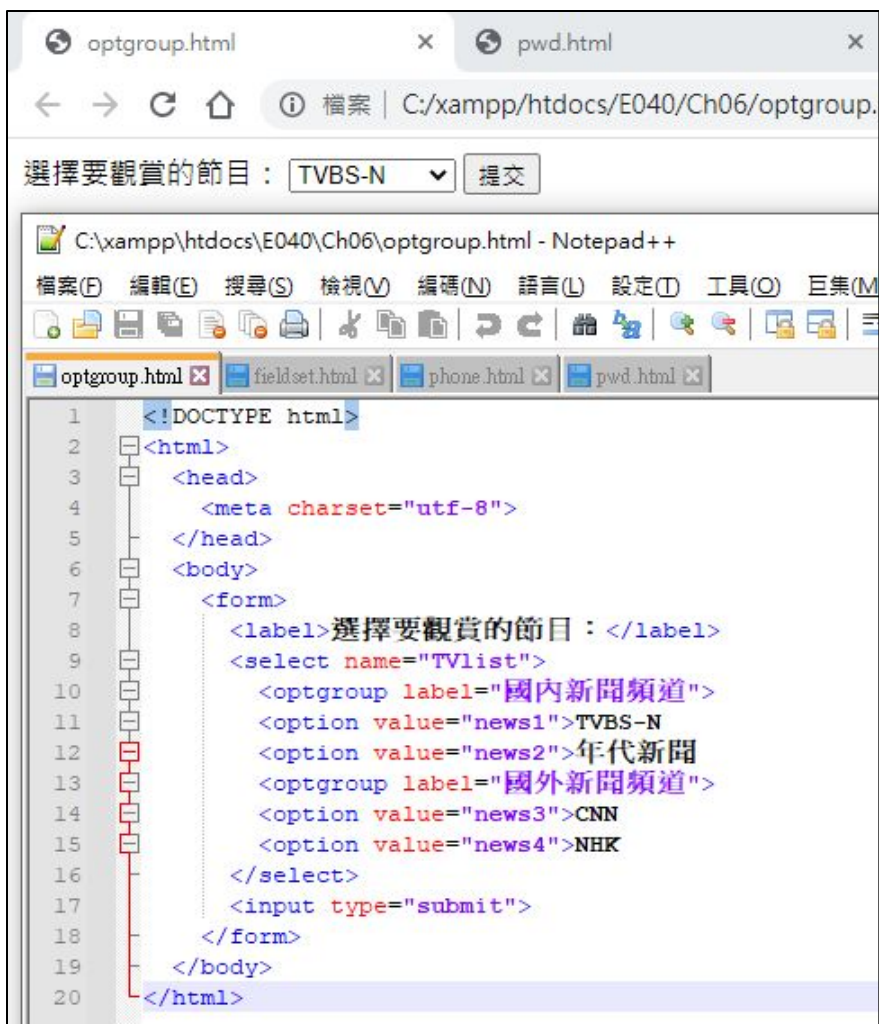 optgroup.html
pwd.html
檔案 | C:/xampp/htdocs/E040/Ch06/optgroup.
選擇要觀賞的節目： TVBS-N 提交
C:\xampp\htdocs\E040\Ch06\optgroup.html - Notepad++
檔案(F) 編輯(E) 搜尋(S) 檢視(V) 編碼(N) 語言(L) 設定(T) 工具(O) 巨集(M
optgroup.html fieldset.html phone.html pwd.html
1 <!DOCTYPE html>
2 <html>
3 <head>
4 <meta charset="utf-8">
5 </head>
6 <body>
7 <form>
8 <label>選擇要觀賞的節目：</label>
9 <select name="TVlist">
10 <optgroup label="國內新聞頻道">
11 <option value="news1">TVBS-N
12 <option value="news2">年代新聞
13 <optgroup label="國外新聞頻道">
14 <option value="news3">CNN
15 <option value="news4">NHK
16 </select>
17 <input type="submit">
18 </form>
19 </body>
20 </html>